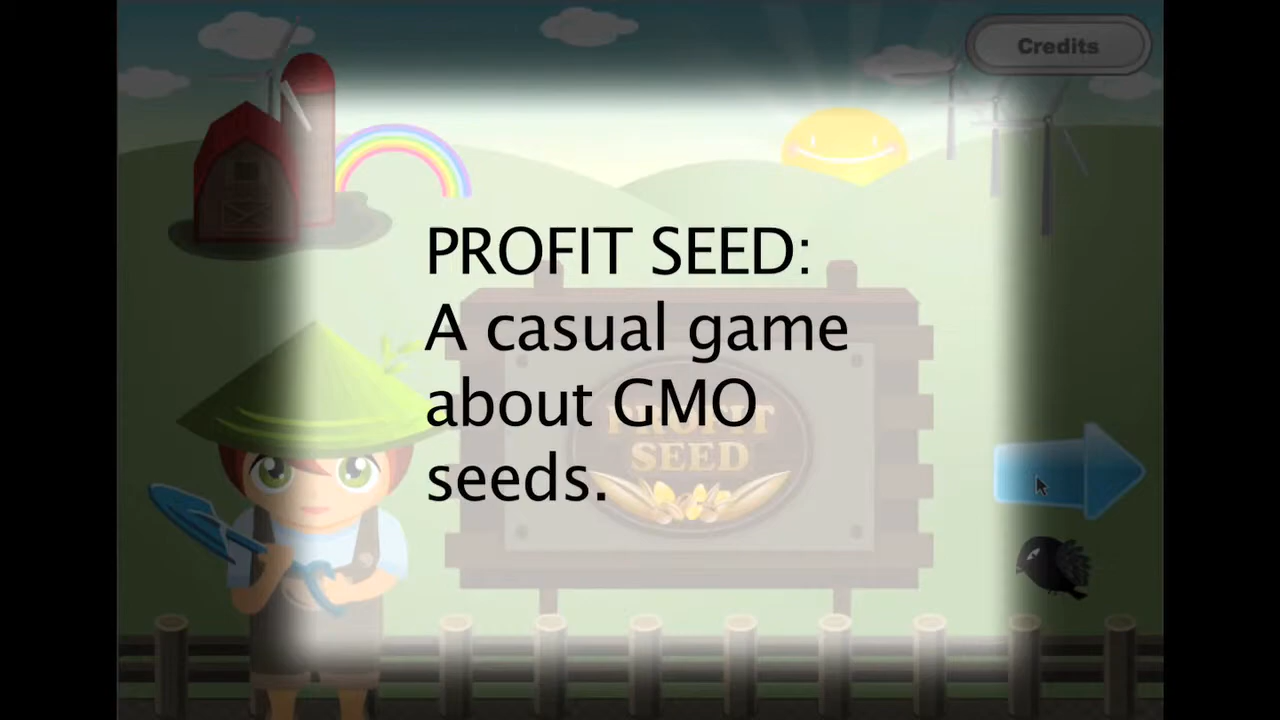 Credits
PROFIT SEED:
A casual game
about GMO
seeds.
PROFIT
SEED